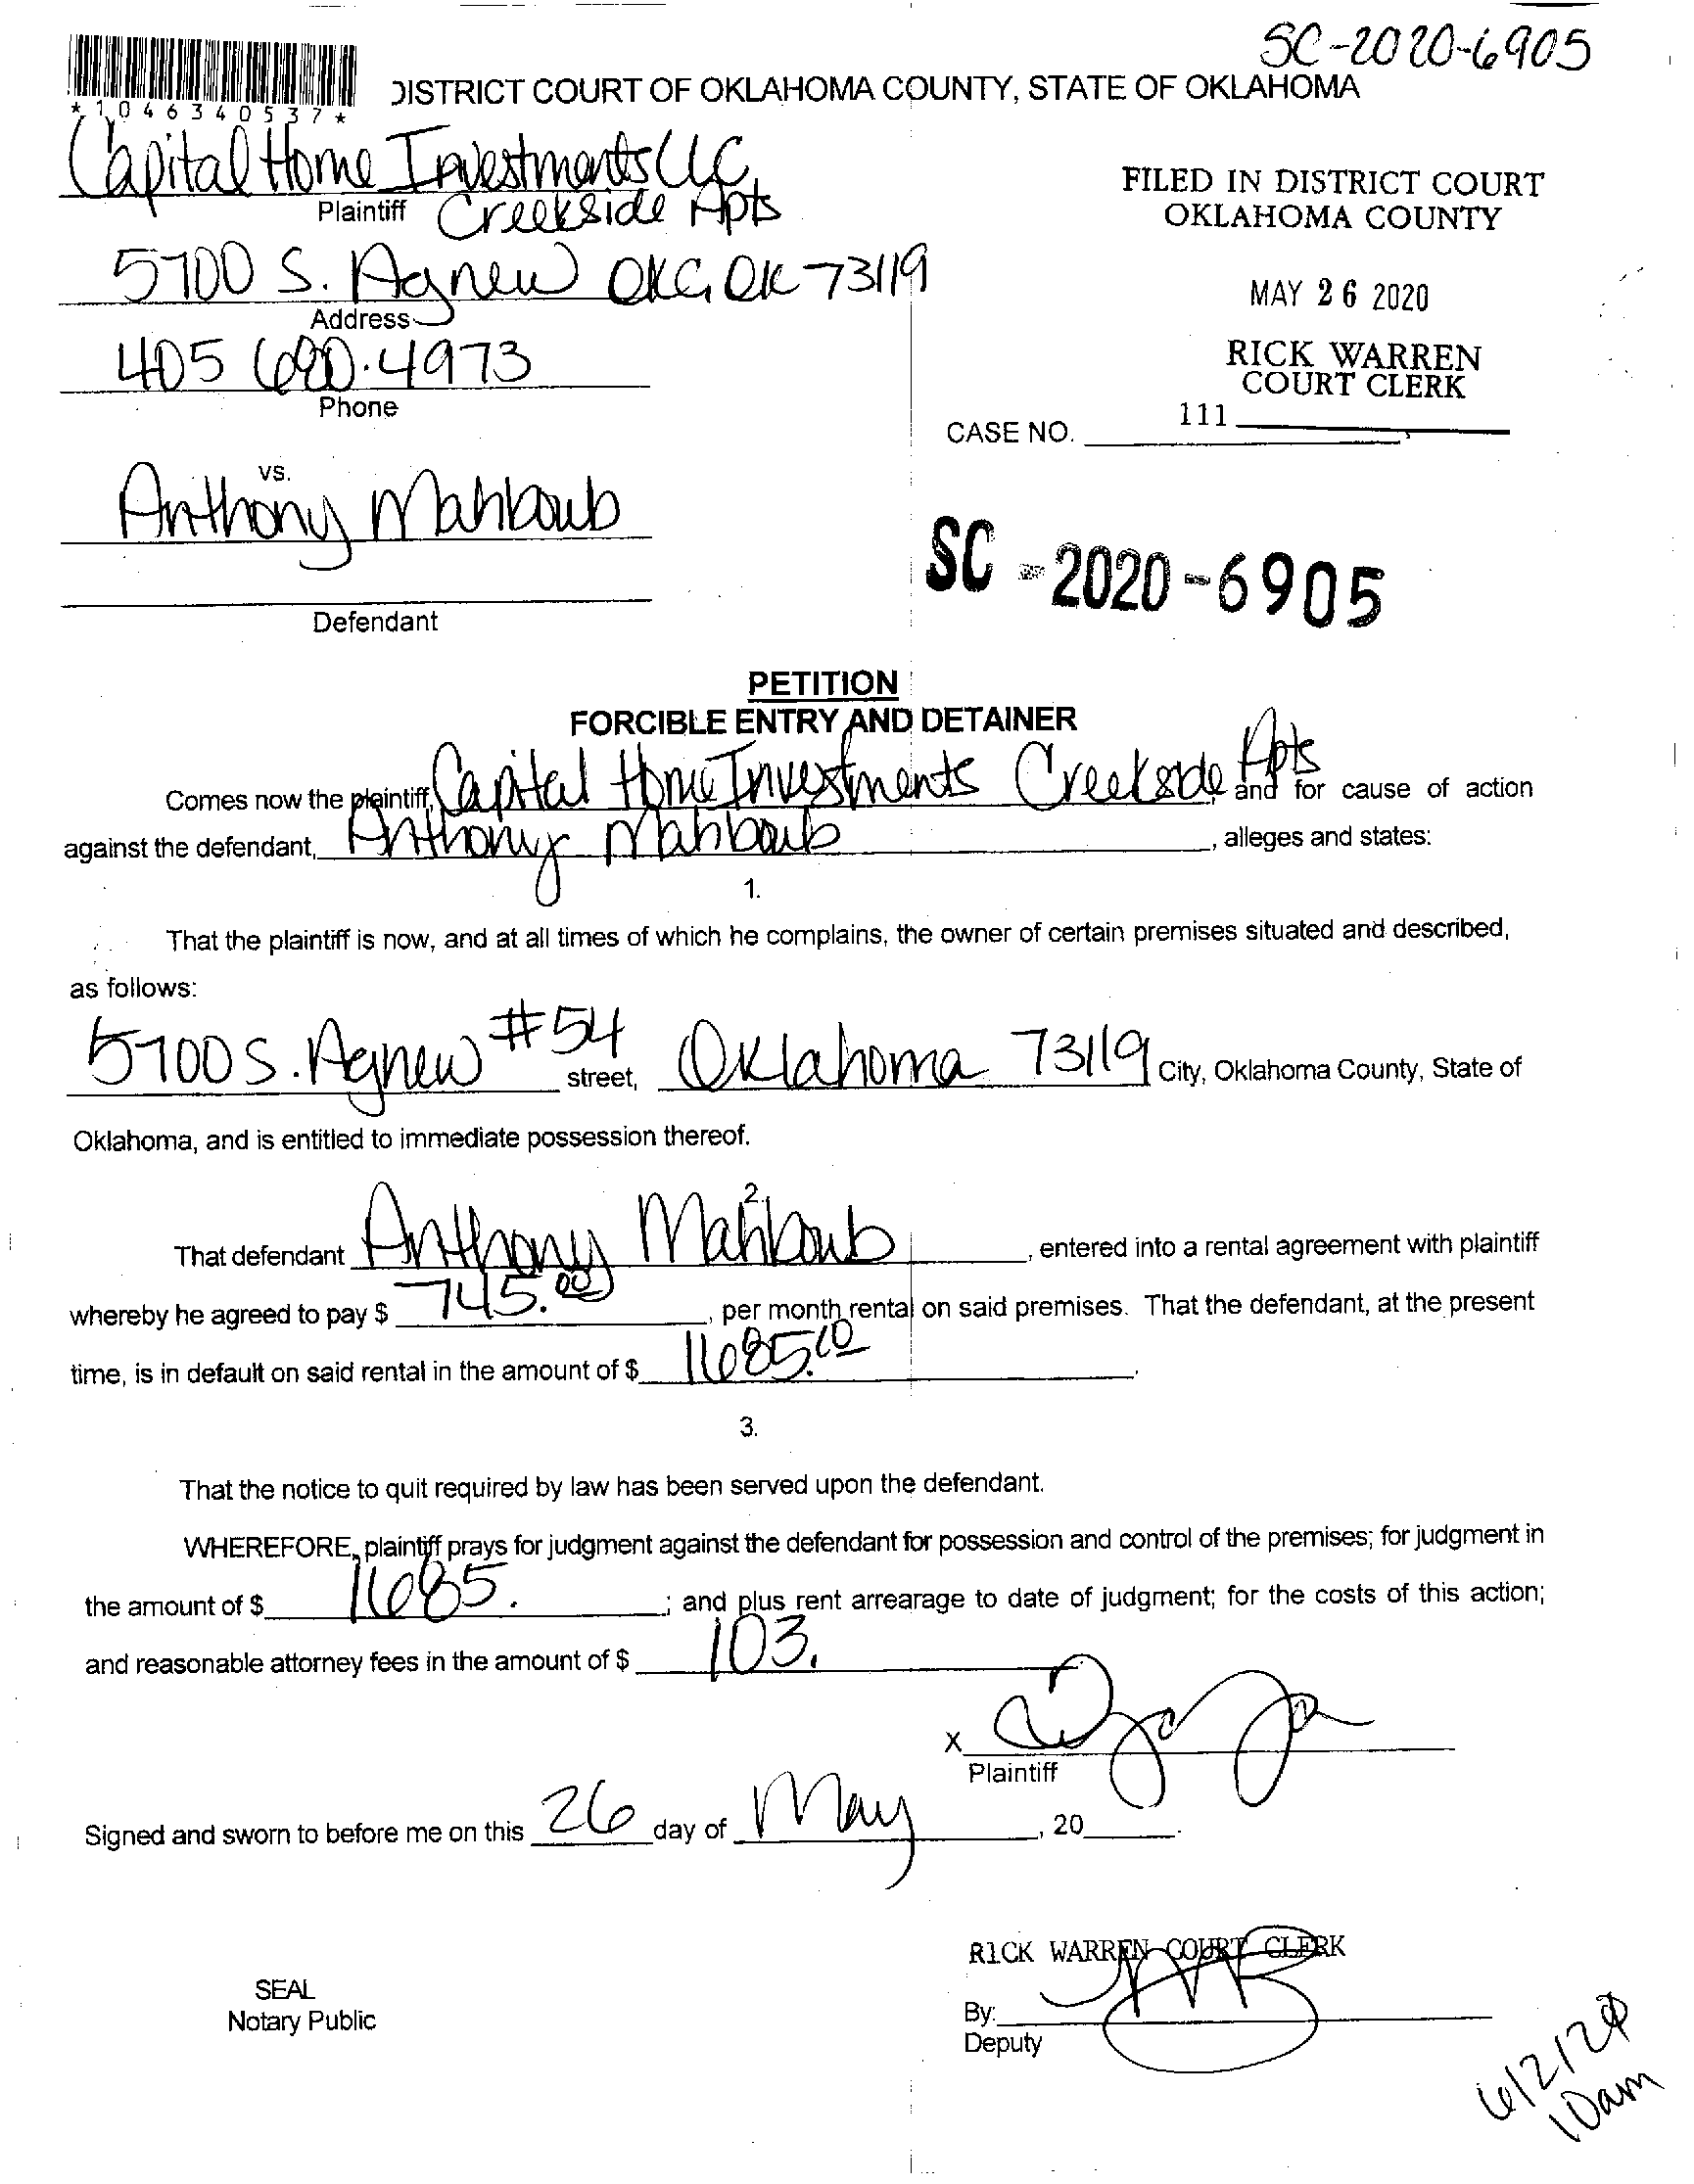 SC-2020-6905
*1046340537*
DISTRICT COURT OF OKLAHOMA COUNTY, STATE OF OKLAHOMA
Capital Home Investments LLC
Plaintiff Creekside Apts
FILED IN DISTRICT COURT
OKLAHOMA COUNTY
5700 S. Agnew OKC, OK 73119
Address
MAY 26 2020
405 690.4973
Phone
RICK WARREN
COURT CLERK
111
CASE NO.
vs.
Anthony Mahboub
Defendant
SC-2020-6905
PETITION
FORCIBLE ENTRY AND DETAINER
Comes now the plaintiff, Capital Home Investments Creekside Apts, and for cause of action
against the defendant, Anthony Mahboub, alleges and states:
1.
That the plaintiff is now, and at all times of which he complains, the owner of certain premises situated and described,
as follows:
5700 S. Agnew #54 street, Oklahoma 73119 City, Oklahoma County, State of
Oklahoma, and is entitled to immediate possession thereof.
2.
That defendant Anthony Mahboub, entered into a rental agreement with plaintiff
whereby he agreed to pay $ 745.00, per month rental on said premises. That the defendant, at the present
time, is in default on said rental in the amount of $ 1685.10.
3.
That the notice to quit required by law has been served upon the defendant.
WHEREFORE, plaintiff prays for judgment against the defendant for possession and control of the premises; for judgment in
the amount of $ 1685. ; and plus rent arrearage to date of judgment; for the costs of this action;
and reasonable attorney fees in the amount of $ 103.
X
Plaintiff
Signed and sworn to before me on this 26 day of May, 20 .
RICK WARREN COURT CLERK
SEAL
Notary Public
By:
Deputy
6/2/20
10am